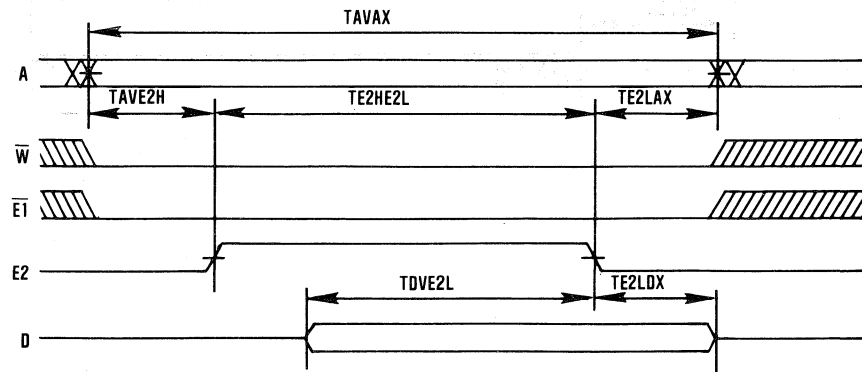 TAVAX
A
TAVE2H TE2HE2L TE2LAX
W̅
E1̅
E2
TDVE2L TE2LDX
D